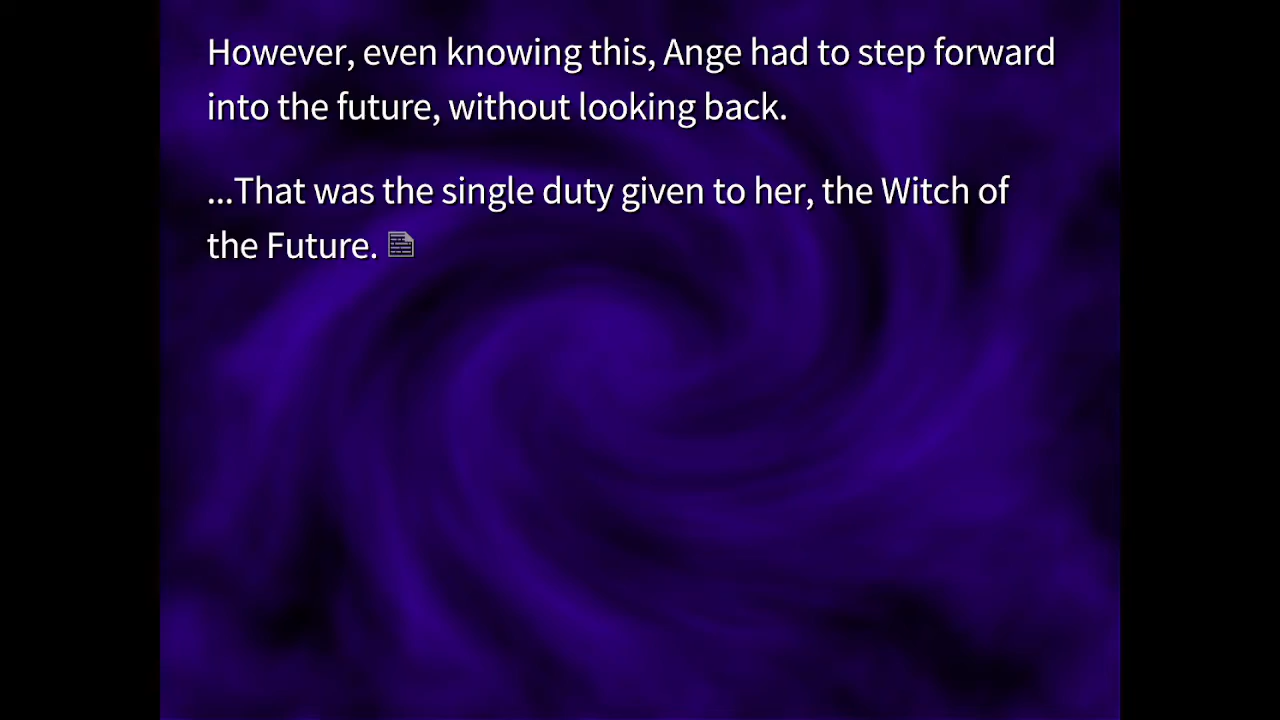 However, even knowing this, Ange had to step forward
into the future, without looking back.
...That was the single duty given to her, the Witch of
the Future.